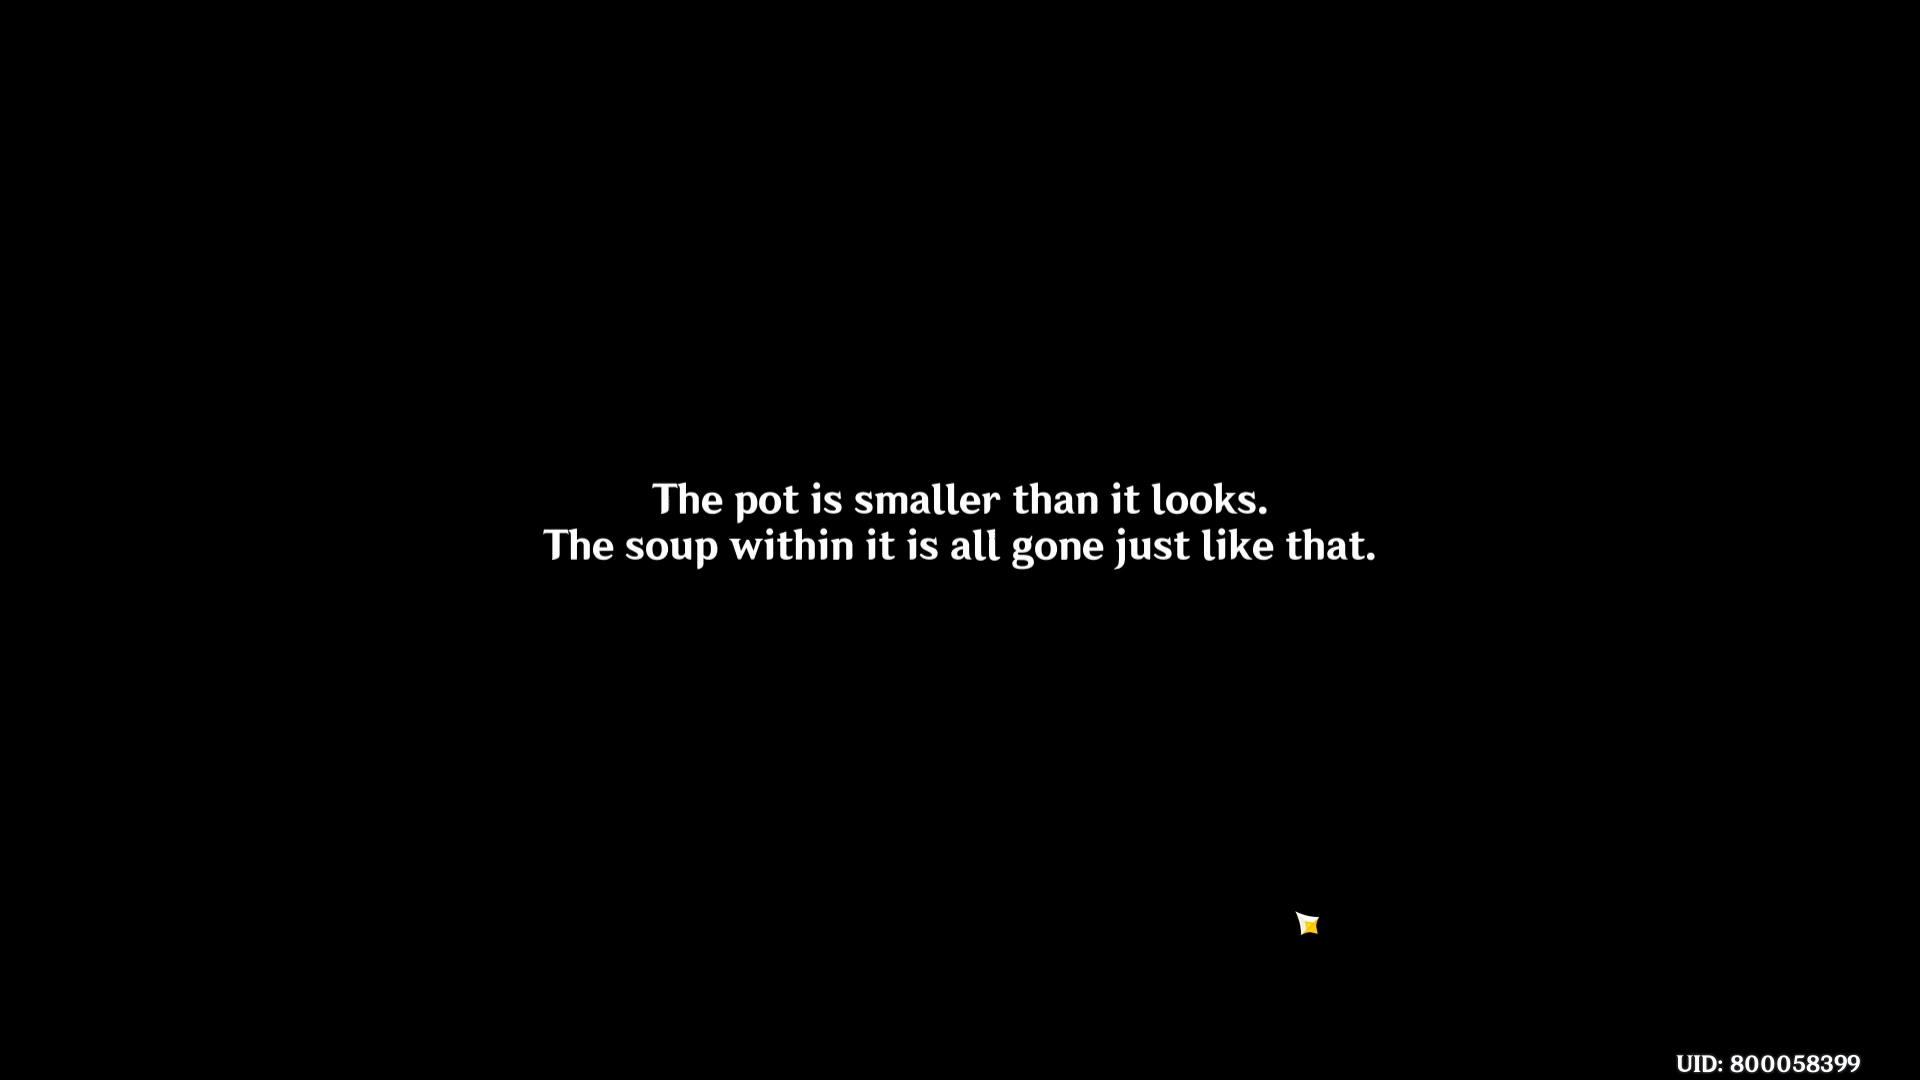 The pot is smaller than it looks.
The soup within it is all gone just like that.
UID: 800058399